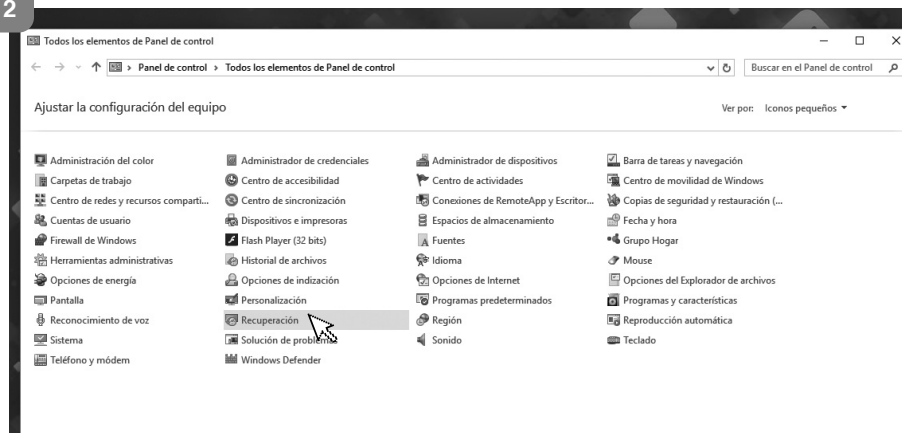 2
Todos los elementos de Panel de control
Panel de control › Todos los elementos de Panel de control
Buscar en el Panel de control
Ajustar la configuración del equipo
Ver por: Iconos pequeños
Administración del color
Administrador de credenciales
Administrador de dispositivos
Barra de tareas y navegación
Carpetas de trabajo
Centro de accesibilidad
Centro de actividades
Centro de movilidad de Windows
Centro de redes y recursos comparti...
Centro de sincronización
Conexiones de RemoteApp y Escritor...
Copias de seguridad y restauración (...
Cuentas de usuario
Dispositivos e impresoras
Espacios de almacenamiento
Fecha y hora
Firewall de Windows
Flash Player (32 bits)
Fuentes
Grupo Hogar
Herramientas administrativas
Historial de archivos
Idioma
Mouse
Opciones de energía
Opciones de indización
Opciones de Internet
Opciones del Explorador de archivos
Pantalla
Personalización
Programas predeterminados
Programas y características
Reconocimiento de voz
Recuperación
Región
Reproducción automática
Sistema
Solución de problemas
Sonido
Teclado
Teléfono y módem
Windows Defender